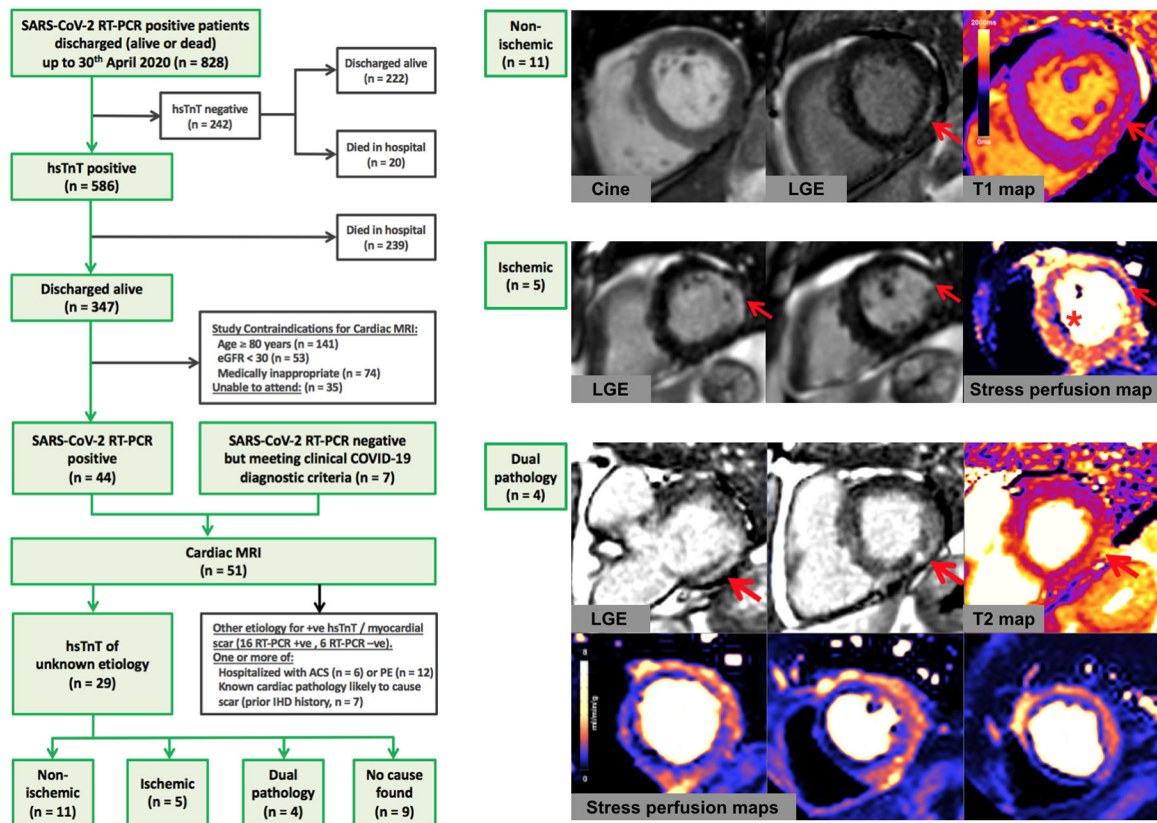 SARS-CoV-2 RT-PCR positive patients
discharged (alive or dead)
up to 30th April 2020 (n = 828)
hsTnT negative
(n = 242)
Discharged alive
(n = 222)
Died in hospital
(n = 20)
hsTnT positive
(n = 586)
Died in hospital
(n = 239)
Discharged alive
(n = 347)
Study Contraindications for Cardiac MRI:
Age ≥ 80 years (n = 141)
eGFR < 30 (n = 53)
Medically inappropriate (n = 74)
Unable to attend: (n = 35)
SARS-CoV-2 RT-PCR
positive
(n = 44)
SARS-CoV-2 RT-PCR negative
but meeting clinical COVID-19
diagnostic criteria (n = 7)
Cardiac MRI
(n = 51)
hsTnT of
unknown etiology
(n = 29)
Other etiology for +ve hsTnT / myocardial
scar (16 RT-PCR +ve , 6 RT-PCR –ve).
One or more of:
Hospitalized with ACS (n = 6) or PE (n = 12)
Known cardiac pathology likely to cause
scar (prior IHD history, n = 7)
Non-
ischemic
(n = 11)
Ischemic
(n = 5)
Dual
pathology
(n = 4)
No cause
found
(n = 9)
Non-
ischemic
(n = 11)
2000ms
0ms
Cine
LGE
T1 map
Ischemic
(n = 5)
*
LGE
Stress perfusion map
Dual
pathology
(n = 4)
LGE
T2 map
8
ml/min/g
0
Stress perfusion maps